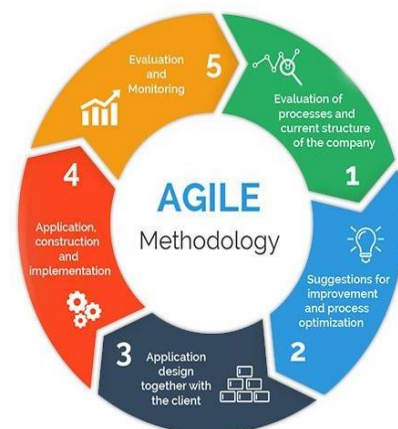 AGILE
Methodology
Evaluation of
processes and
current structure
of the company
1
Suggestions for
improvement
and process
optimization
2
3
Application
design
together with
the client
4
Application,
construction
and
implementation
Evaluation
and
Monitoring
5